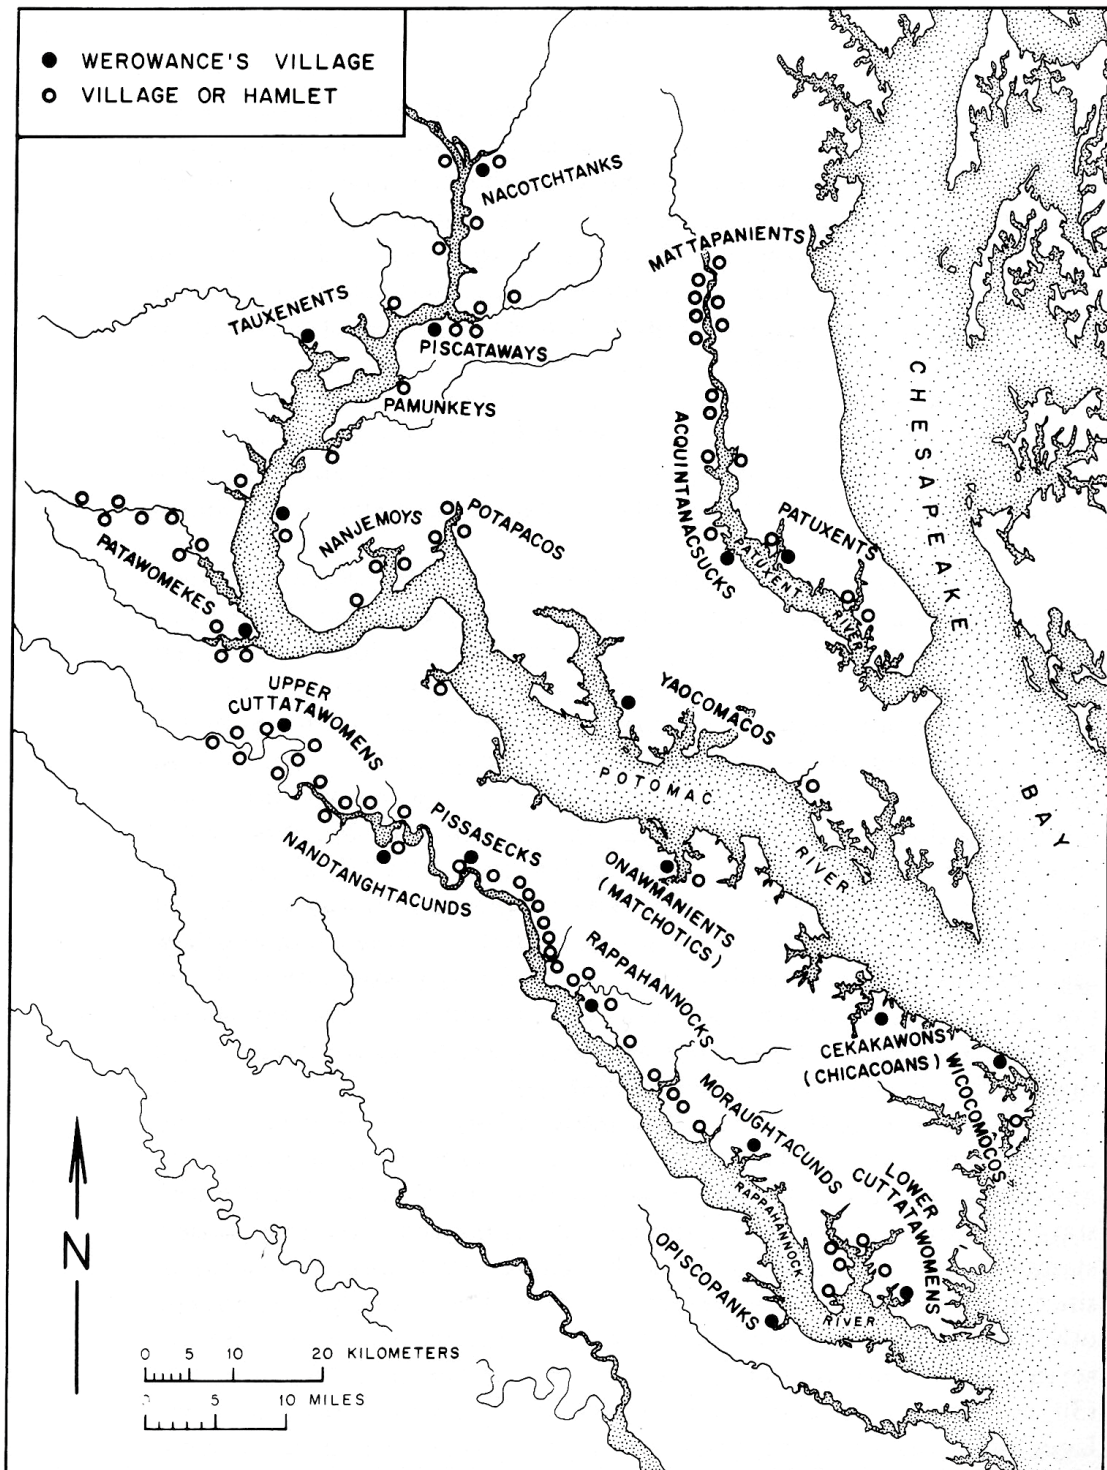 WEROWANCE'S VILLAGE
VILLAGE OR HAMLET
NACOTCHTANKS
MATTAPANIENTS
TAUXENENTS
PISCATAWAYS
PAMUNKEYS
CHESAPEAKE
BAY
ACQUINTANACSUCKS
PATUXENTS
PATUXENT
RIVER
NANJEMOYS
POTAPACOS
PATAWOMEKES
UPPER
CUTTATAWOMENS
YAOCOMACOS
POTOMAC
RIVER
PISSASECKS
NANDTANGHTACUNDS
ONAWMANIENTS
(MATCHOTICS)
RAPPAHANNOCKS
CEKAKAWONS
(CHICACOANS)
WICOCOMÔCOS
MORAUGHTACUNDS
LOWER
CUTTATAWOMENS
RAPPAHANNOCK
RIVER
OPISCOPANKS
N
0 5 10 20 KILOMETERS
0 5 10 MILES